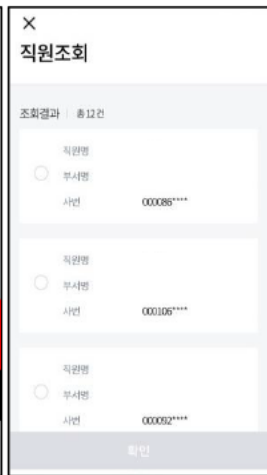 ×
직원조회
조회결과 | 총 12 건
직원명
부서명
사번 000086****
직원명
부서명
사번 000106****
직원명
부서명
사번 000092****
확인